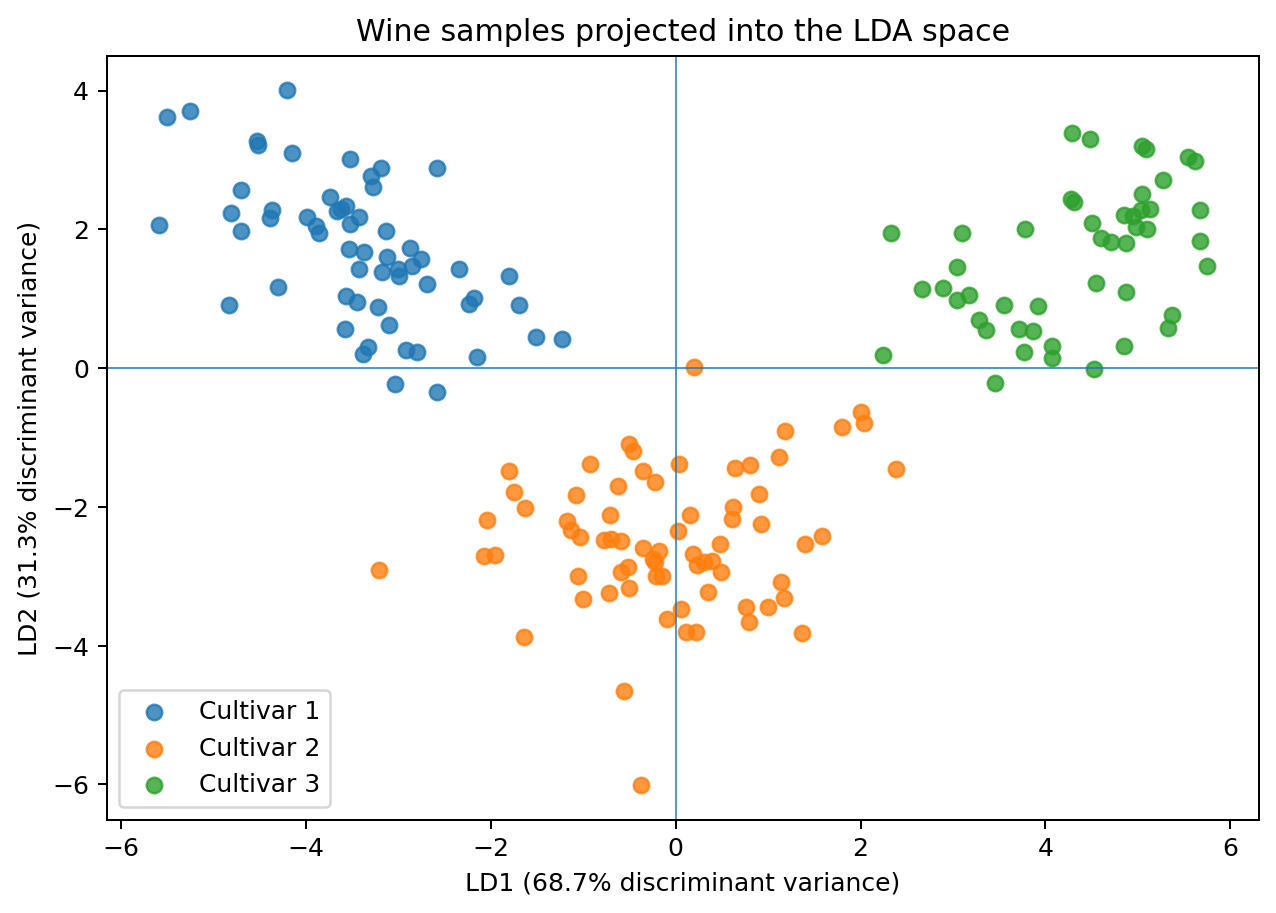 Wine samples projected into the LDA space
4
2
0
−2
−4
−6
LD2 (31.3% discriminant variance)
Cultivar 1
Cultivar 2
Cultivar 3
−6 −4 −2 0 2 4 6
LD1 (68.7% discriminant variance)